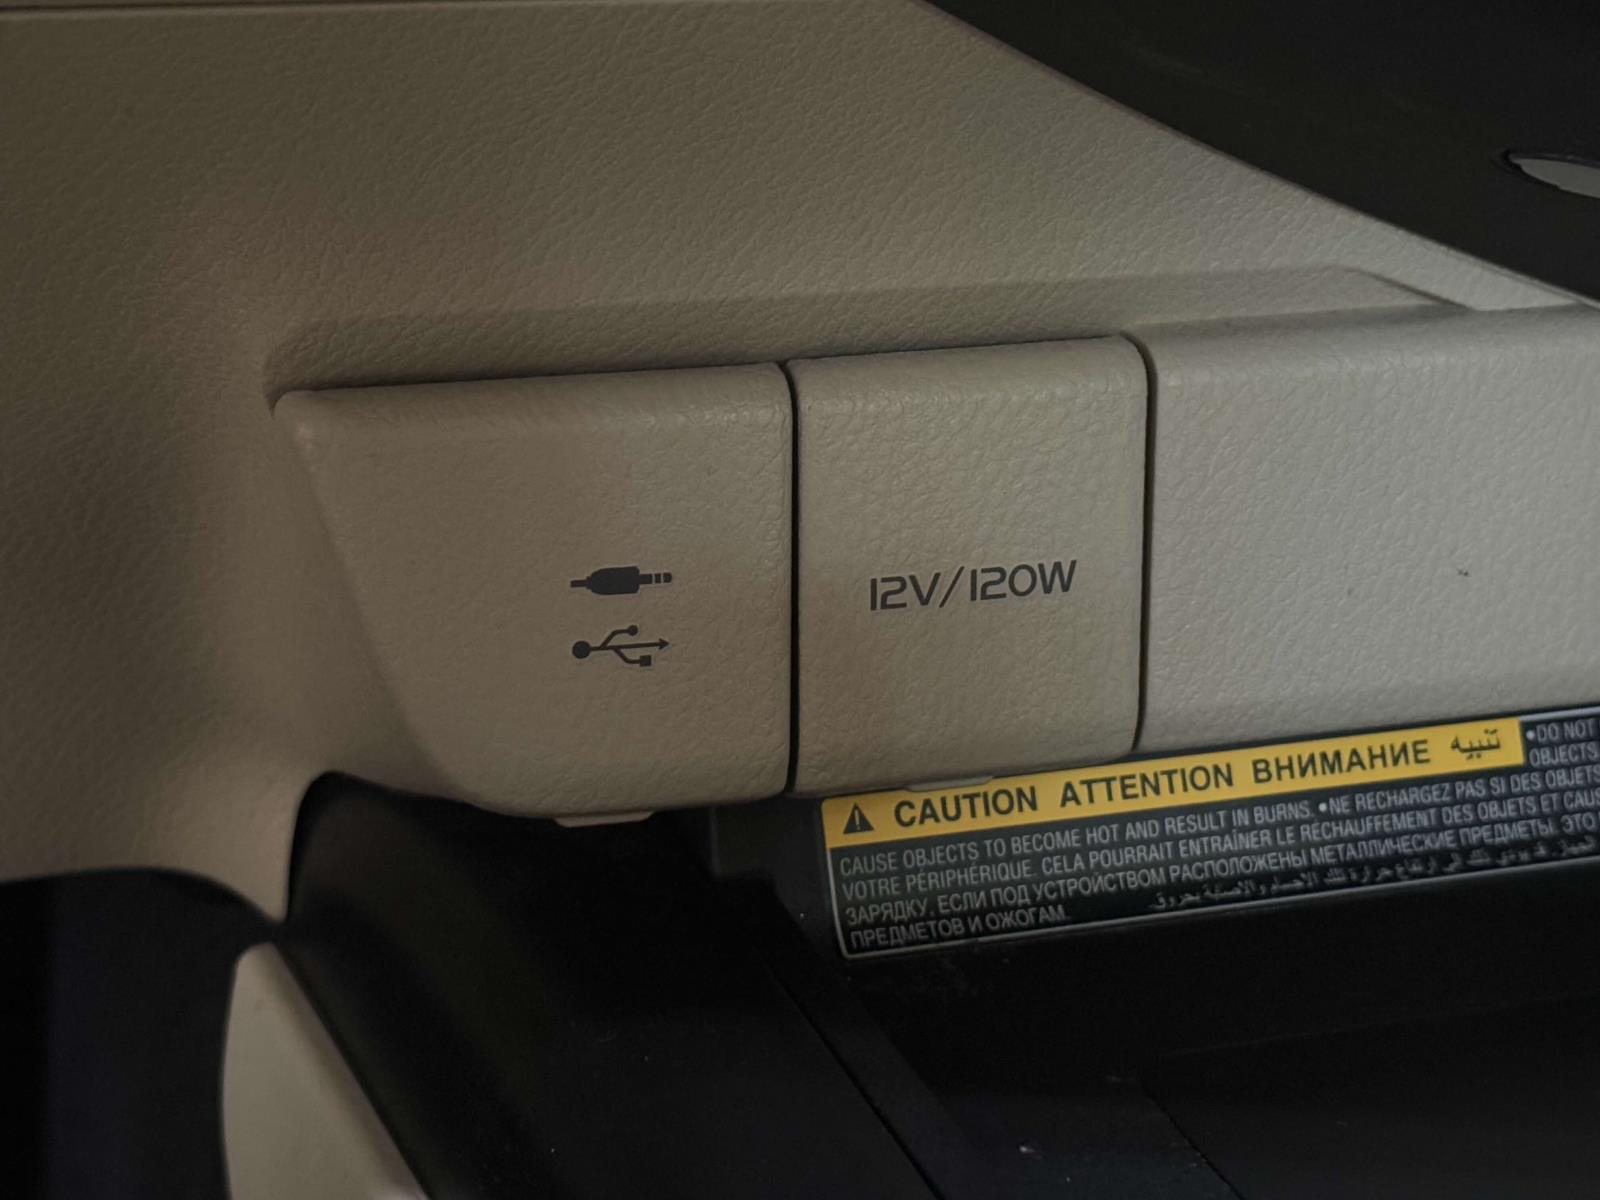 12V/120W
CAUTION ATTENTION ВНИМАНИЕ تنبيه
•DO NOT
OBJECTS.
CAUSE OBJECTS TO BECOME HOT AND RESULT IN BURNS. •NE RECHARGEZ PAS SI DES OBJETS
VOTRE PÉRIPHÉRIQUE. CELA POURRAIT ENTRAÎNER LE RÉCHAUFFEMENT DES OBJETS ET CAUS
ЗАРЯДКУ, ЕСЛИ ПОД УСТРОЙСТВОМ РАСПОЛОЖЕНЫ МЕТАЛЛИЧЕСКИЕ ПРЕДМЕТЫ. ЭТО
ПРЕДМЕТОВ И ОЖОГАМ.